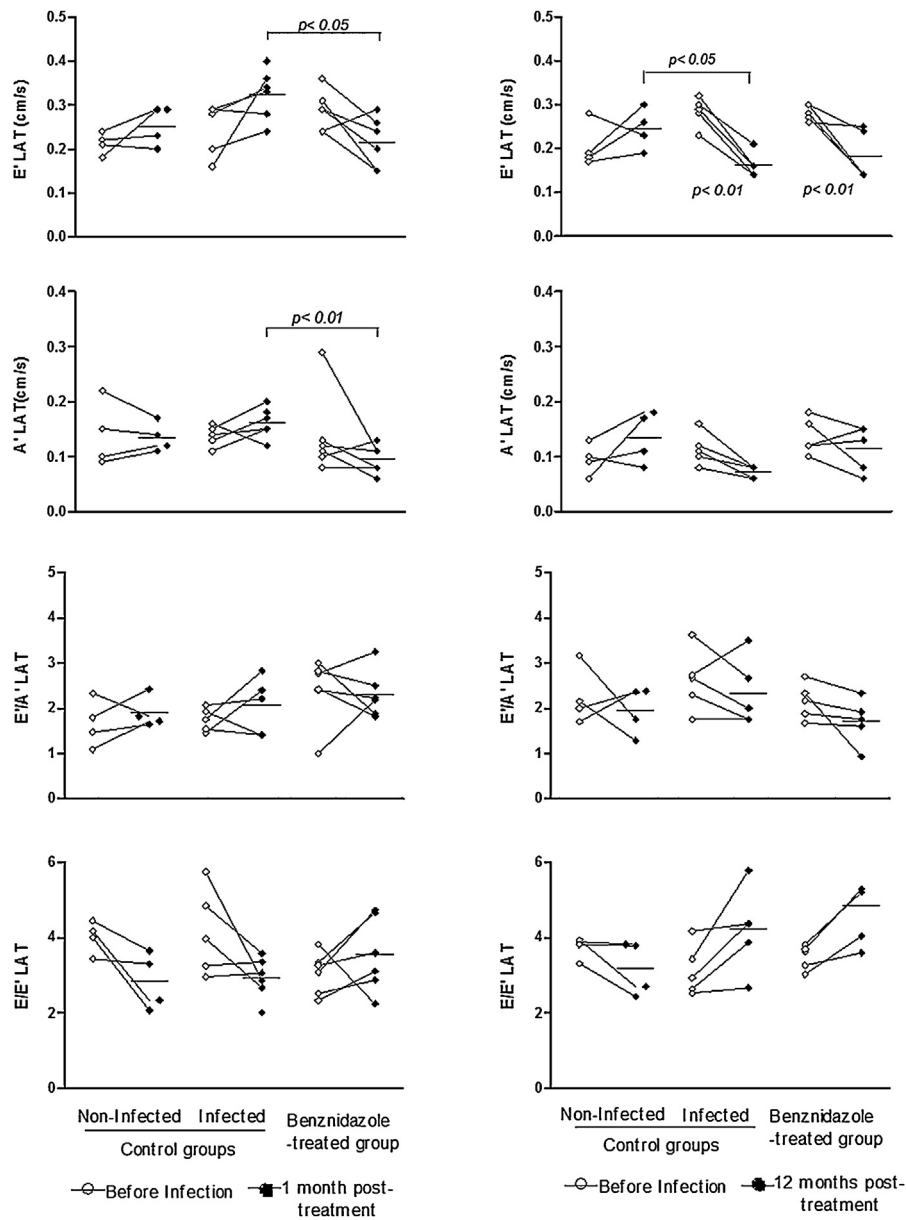 0.5
0.4
0.3
0.2
0.1
0.0
E' LAT (cm/s)
p< 0.05
0.5
0.4
0.3
0.2
0.1
0.0
E' LAT (cm/s)
p< 0.05
p< 0.01
p< 0.01
0.4
0.3
0.2
0.1
0.0
A' LAT(cm/s)
p< 0.01
0.4
0.3
0.2
0.1
0.0
A' LAT (cm/s)
5
4
3
2
1
0
E'/A' LAT
5
4
3
2
1
0
E'/A' LAT
6
4
2
0
E/E' LAT
6
4
2
0
E/E' LAT
Non-Infected Infected Benznidazole
Control groups -treated group
Before Infection 1 month post-
treatment
Non-Infected Infected Benznidazole
Control groups -treated group
Before Infection 12 months post-
treatment